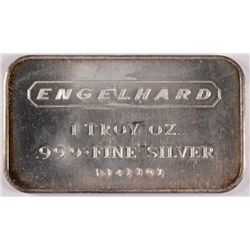 ENGELHARD
1 TROY OZ.
.999+FINE SILVER